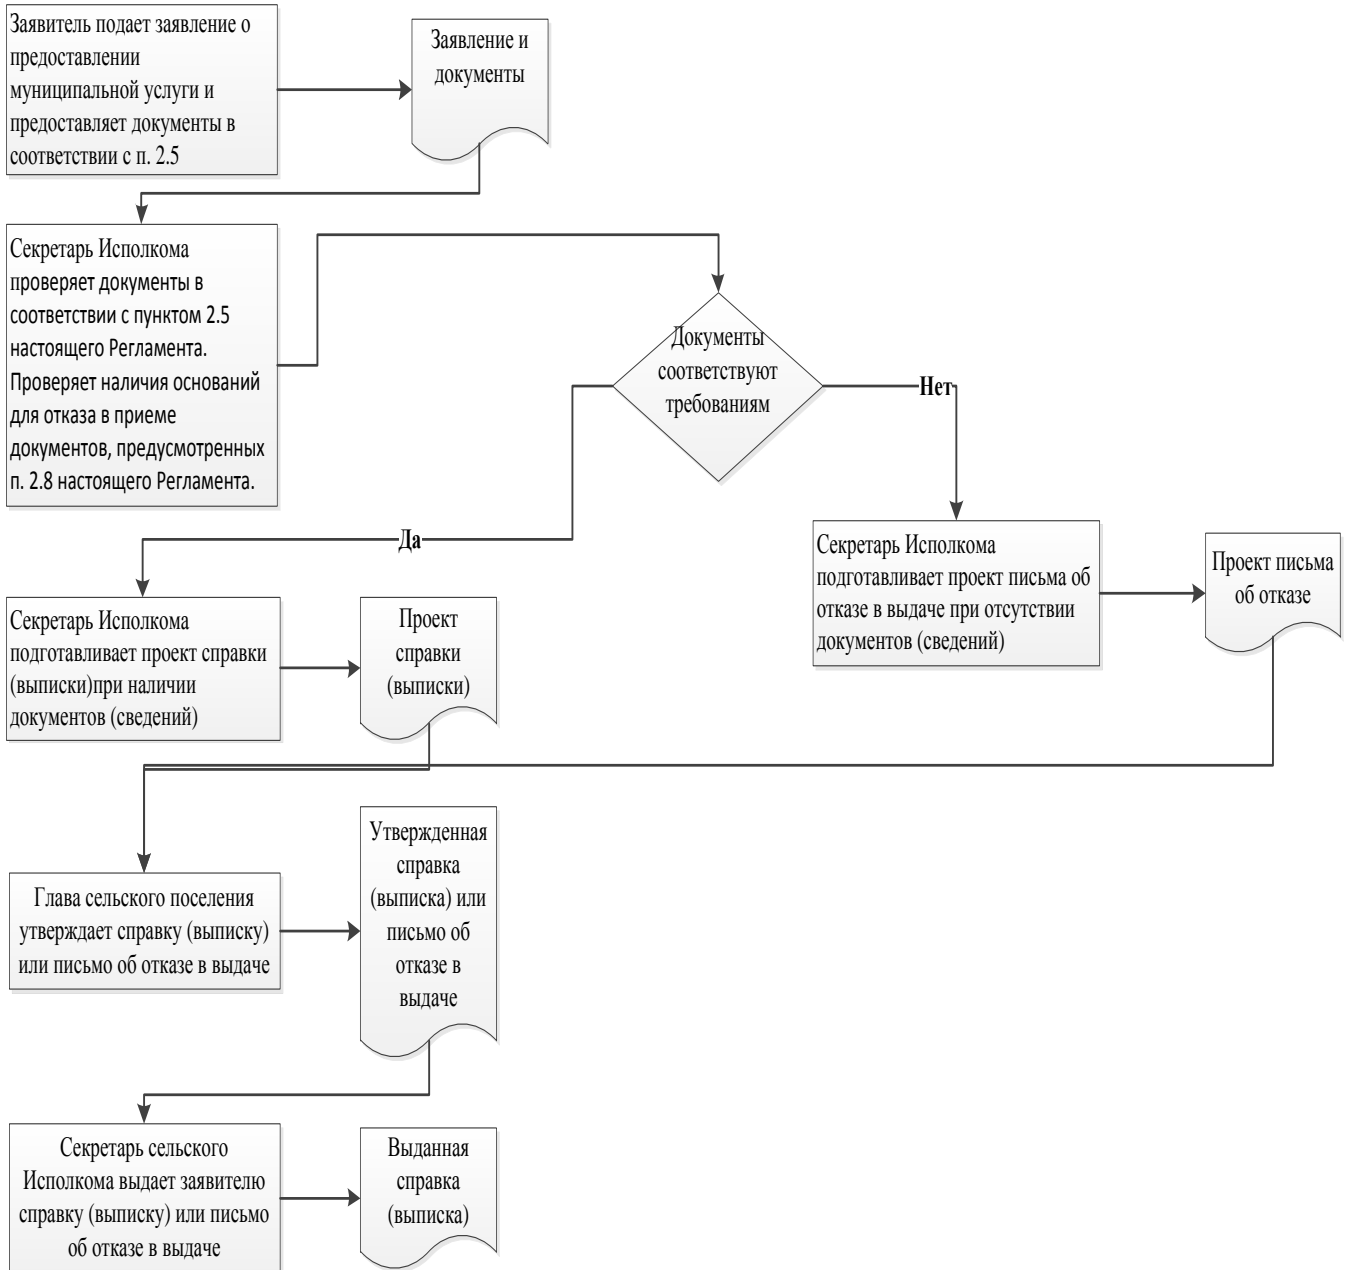 Заявитель подает заявление о
предоставлении
муниципальной услуги и
предоставляет документы в
соответствии с п. 2.5
Заявление и
документы
Секретарь Исполкома
проверяет документы в
соответствии с пунктом 2.5
настоящего Регламента.
Проверяет наличия оснований
для отказа в приеме
документов, предусмотренных
п. 2.8 настоящего Регламента.
Документы
соответствуют
требованиям
Нет
Да
Секретарь Исполкома
подготавливает проект письма об
отказе в выдаче при отсутствии
документов (сведений)
Проект письма
об отказе
Секретарь Исполкома
подготавливает проект справки
(выписки)при наличии
документов (сведений)
Проект
справки
(выписки)
Глава сельского поселения
утверждает справку (выписку)
или письмо об отказе в выдаче
Утвержденная
справка
(выписка) или
письмо об
отказе в
выдаче
Секретарь сельского
Исполкома выдает заявителю
справку (выписку) или письмо
об отказе в выдаче
Выданная
справка
(выписка)